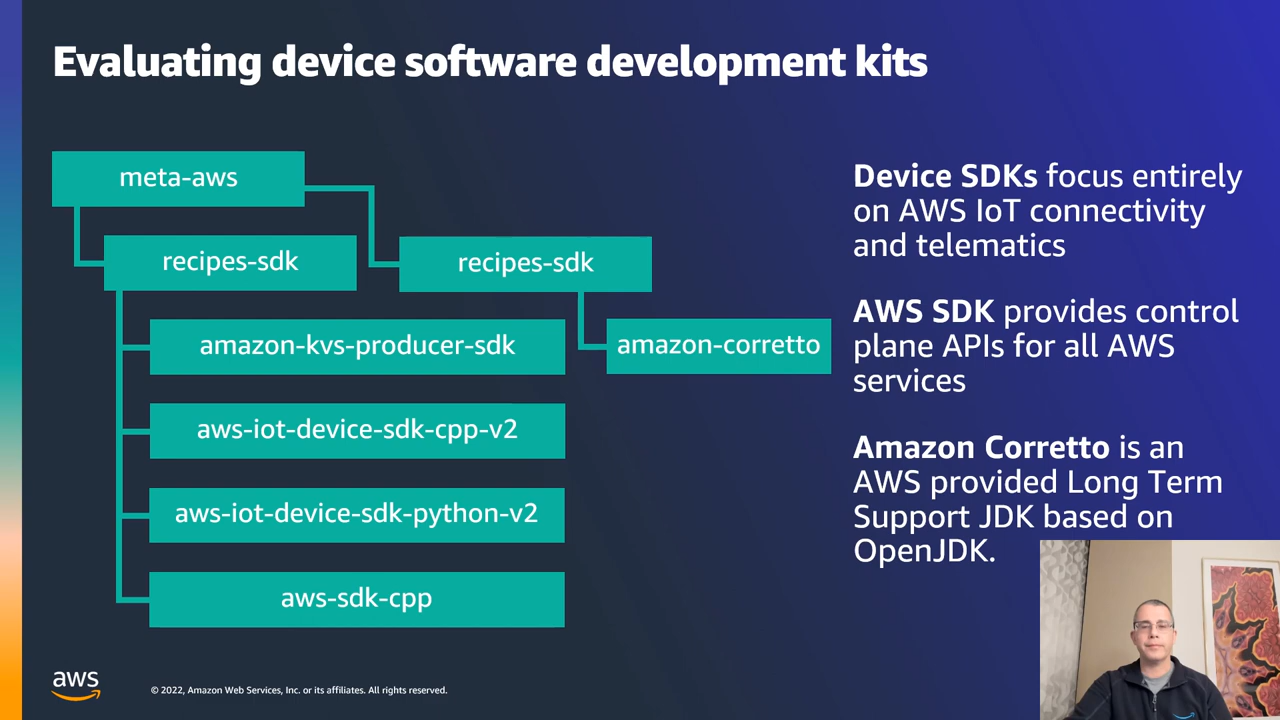 Evaluating device software development kits
meta-aws
recipes-sdk
recipes-sdk
amazon-kvs-producer-sdk
amazon-corretto
aws-iot-device-sdk-cpp-v2
aws-iot-device-sdk-python-v2
aws-sdk-cpp
Device SDKs focus entirely
on AWS IoT connectivity
and telematics
AWS SDK provides control
plane APIs for all AWS
services
Amazon Corretto is an
AWS provided Long Term
Support JDK based on
OpenJDK.
aws
© 2022, Amazon Web Services, Inc. or its affiliates. All rights reserved.